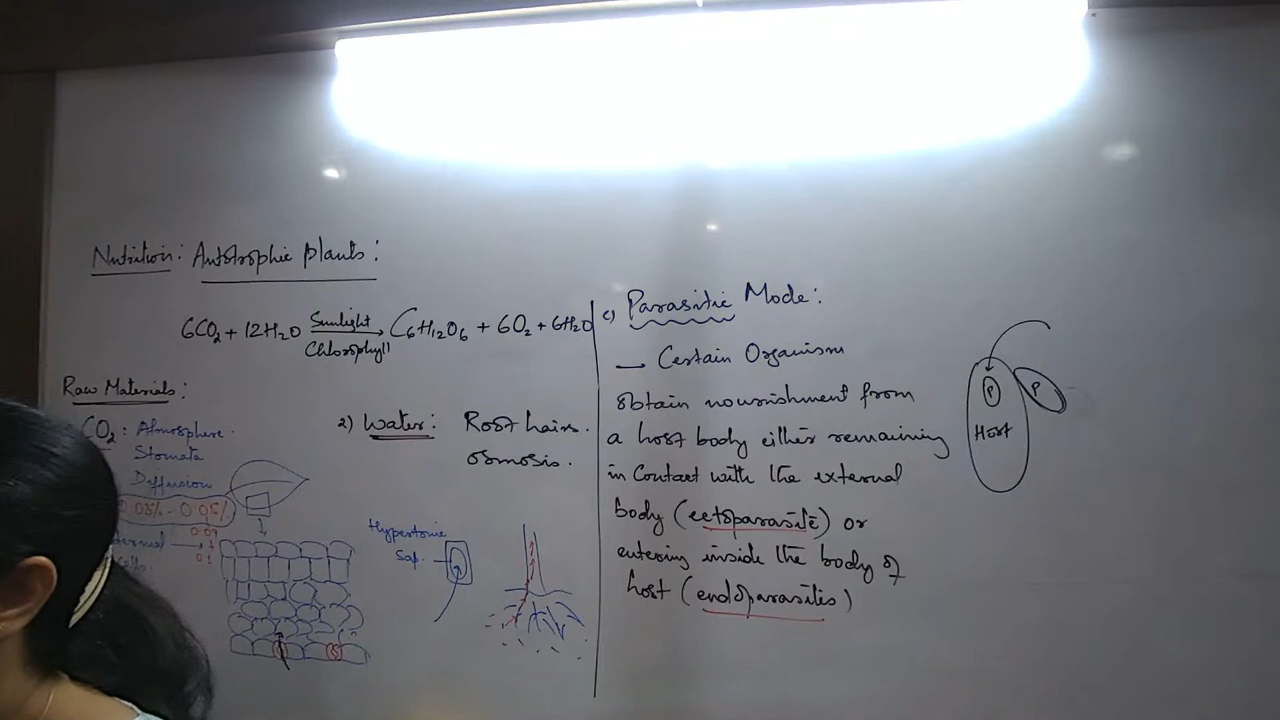 Nutrition: Autotrophic plants:
6CO2 + 12H2O Sunlight Chlorophyll C6H12O6 + 6O2 + 6H2O
Raw Materials:
CO2: Atmosphere.
Stomata
Diffusion
0.03% - 0.05%
2) Water: Root hairs.
osmosis.
Hypertonic
Sap.
c) Parasitic Mode:
— Certain Organism
obtain nourishment from
a host body either remaining
in Contact with the external
body (ectoparasite) or
entering inside the body of
host (endoparasites)
P
P
Host